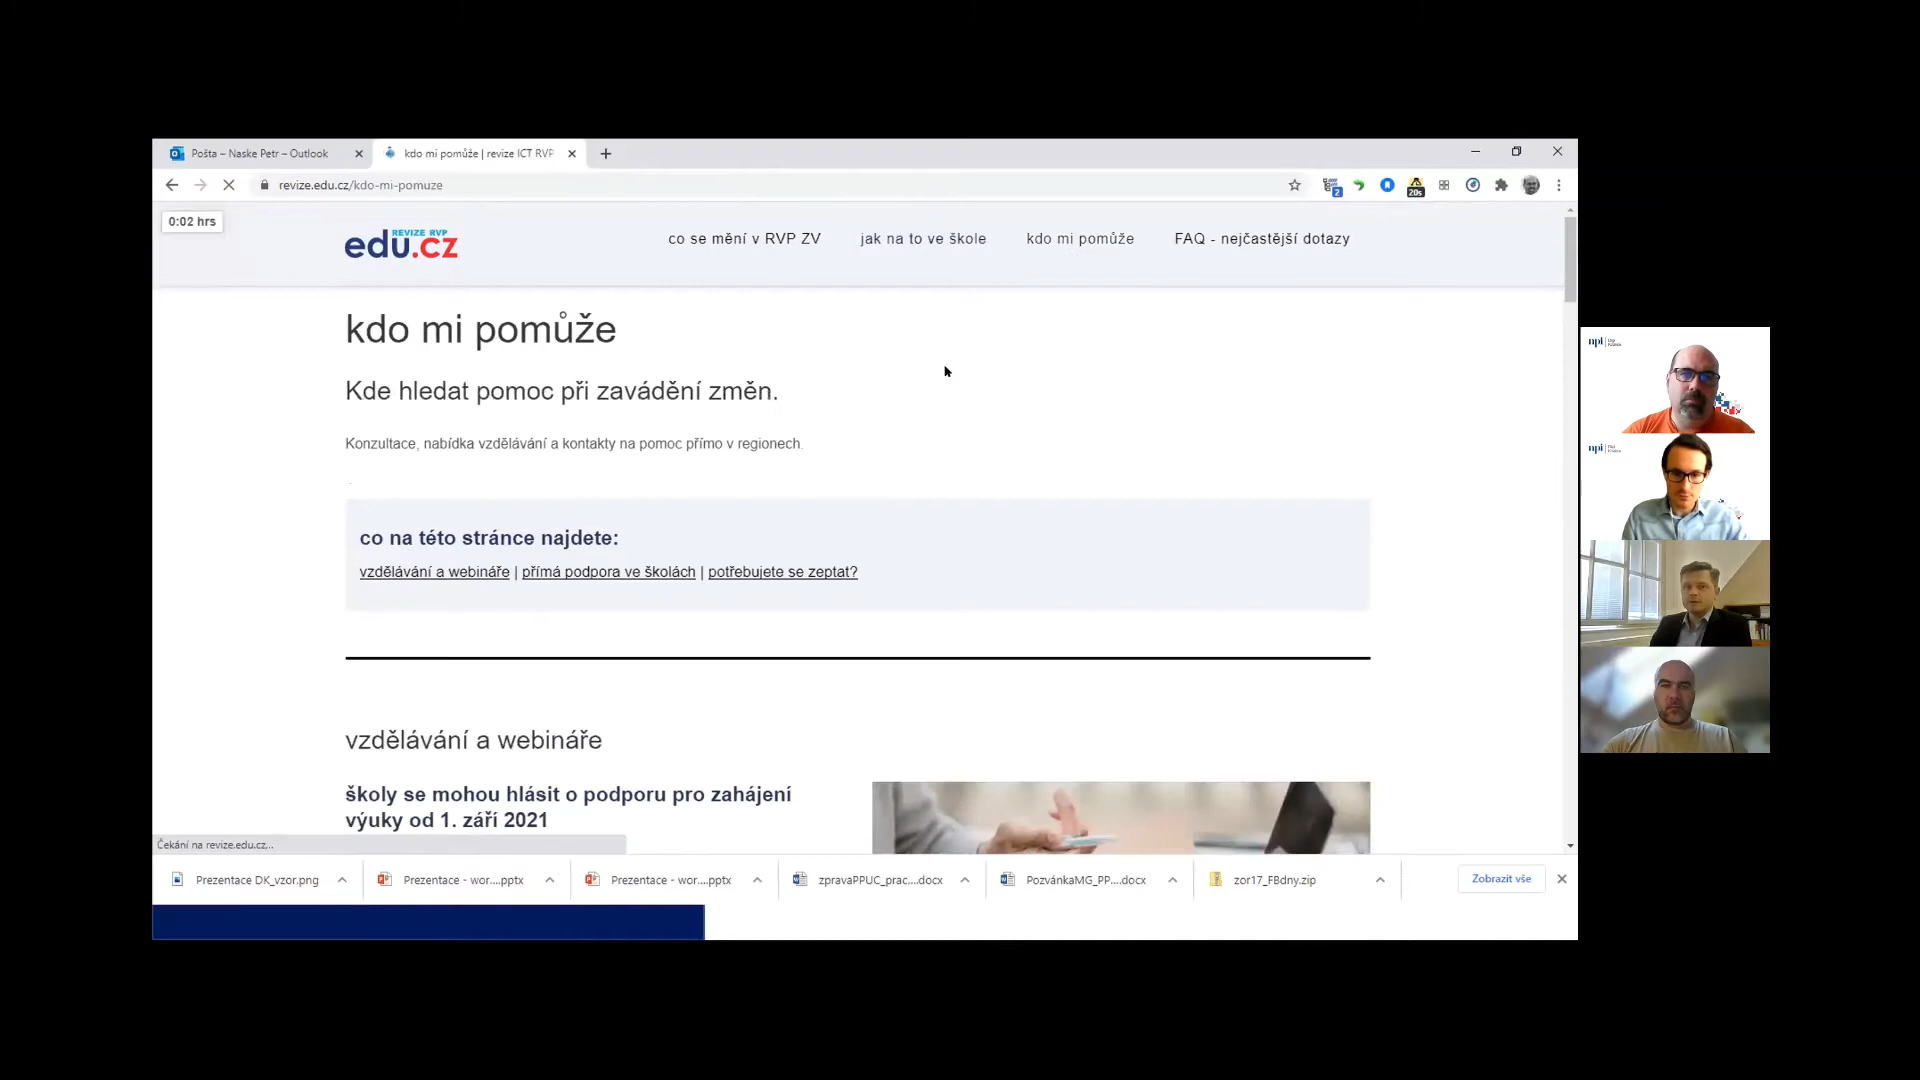 Pošta – Naske Petr – Outlook
kdo mi pomůže | revize ICT RVP
revize.edu.cz/kdo-mi-pomuze
2
20s
0:02 hrs
REVIZE RVP
edu.cz
co se mění v RVP ZV
jak na to ve škole
kdo mi pomůže
FAQ - nejčastější dotazy
kdo mi pomůže
Kde hledat pomoc při zavádění změn.
Konzultace, nabídka vzdělávání a kontakty na pomoc přímo v regionech.
co na této stránce najdete:
vzdělávání a webináře | přímá podpora ve školách | potřebujete se zeptat?
vzdělávání a webináře
školy se mohou hlásit o podporu pro zahájení
výuky od 1. září 2021
Čekání na revize.edu.cz...
Prezentace DK_vzor.png
Prezentace - wor....pptx
Prezentace - wor....pptx
zpravaPPUC_prac....docx
PozvánkaMG_PP....docx
zor17_FBdny.zip
Zobrazit vše
npi
npi